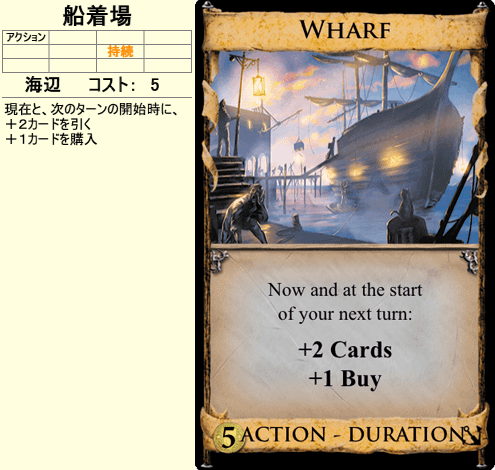 船着場
アクション
持続
海辺 コスト: 5
現在と、次のターンの開始時に、
+2カードを引く
+1カードを購入
WHARF
Now and at the start
of your next turn:
+2 Cards
+1 Buy
5 ACTION - DURATION